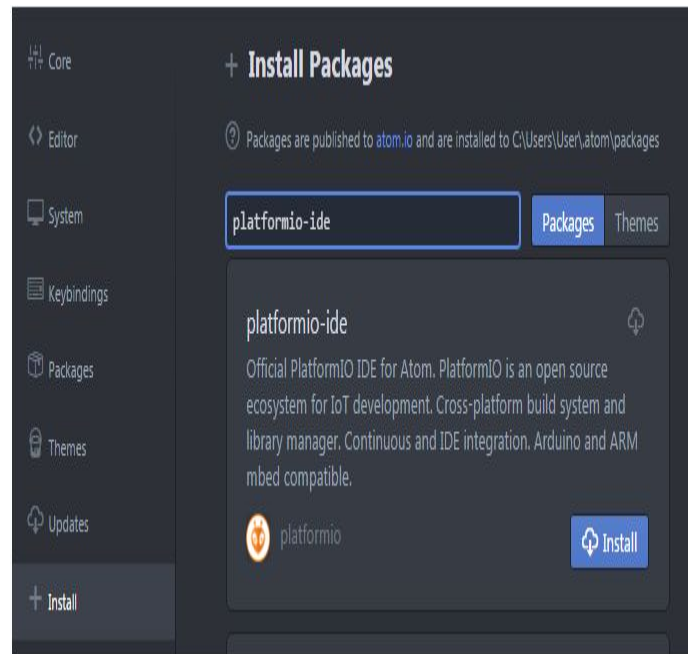 Core
Editor
System
Keybindings
Packages
Themes
Updates
Install
+ Install Packages
Packages are published to atom.io and are installed to C:\Users\User\.atom\packages
platformio-ide
Packages
Themes
platformio-ide
Official PlatformIO IDE for Atom. PlatformIO is an open source
ecosystem for IoT development. Cross-platform build system and
library manager. Continuous and IDE integration. Arduino and ARM
mbed compatible.
platformio
Install